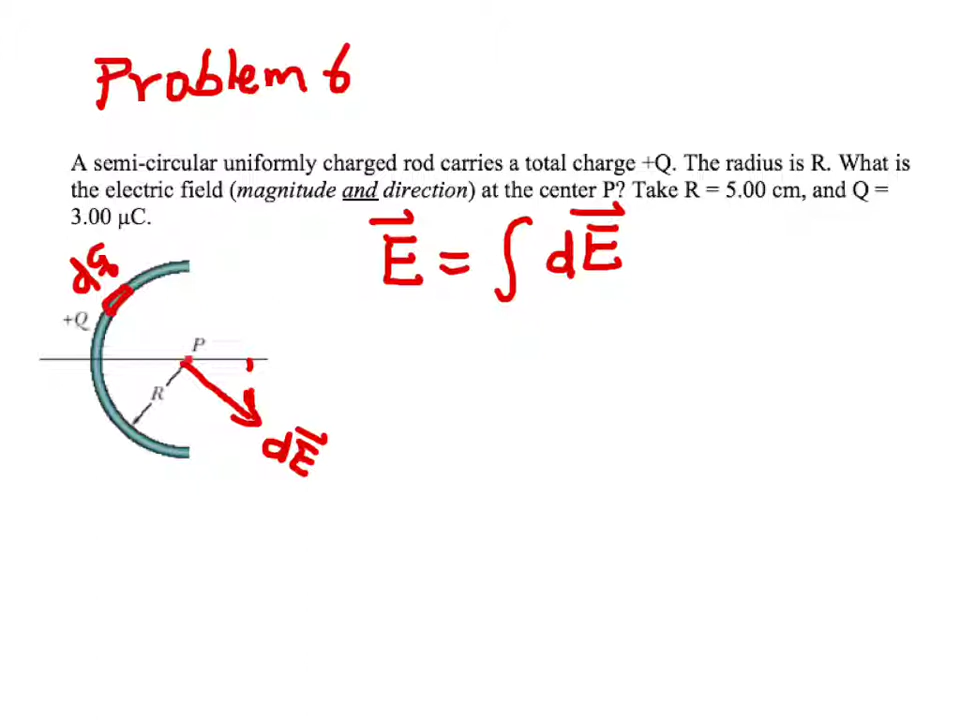 Problem 6
A semi-circular uniformly charged rod carries a total charge +Q. The radius is R. What is
the electric field (magnitude and direction) at the center P? Take R = 5.00 cm, and Q =
3.00 μC.
E⃗ = ∫ dE⃗
dq
+Q
P
R
dE⃗